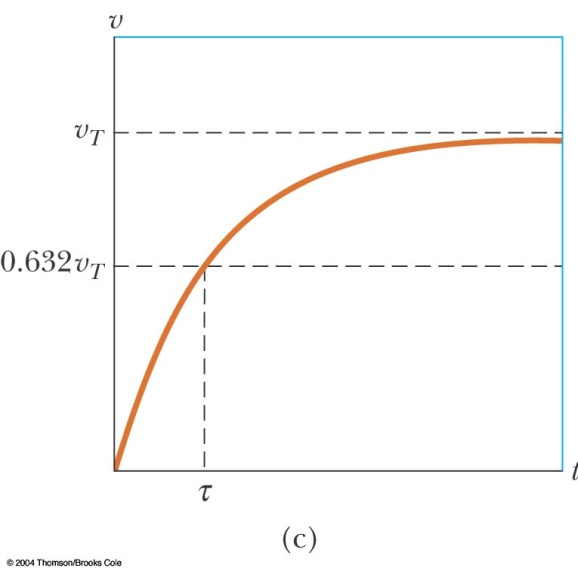 v
v_T
0.632v_T
t
τ
(c)
© 2004 Thomson/Brooks Cole